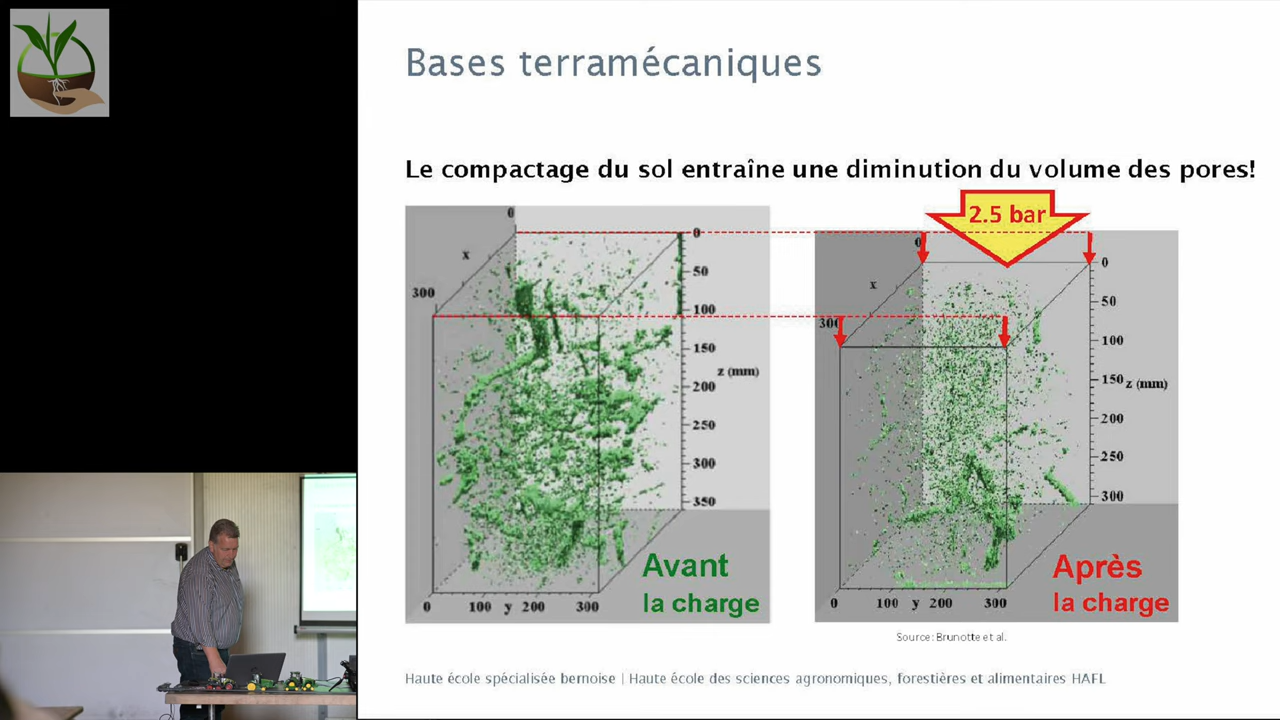 Bases terramécaniques
Le compactage du sol entraîne une diminution du volume des pores!
2.5 bar
0
x
300
0
50
100
150
z (mm)
200
250
300
350
0
100
y
200
300
Avant
la charge
0
x
300
0
50
100
150
z (mm)
200
250
300
0
100
y
200
300
Après
la charge
Source: Brunotte et al.
Haute école spécialisée bernoise | Haute école des sciences agronomiques, forestières et alimentaires HAFL